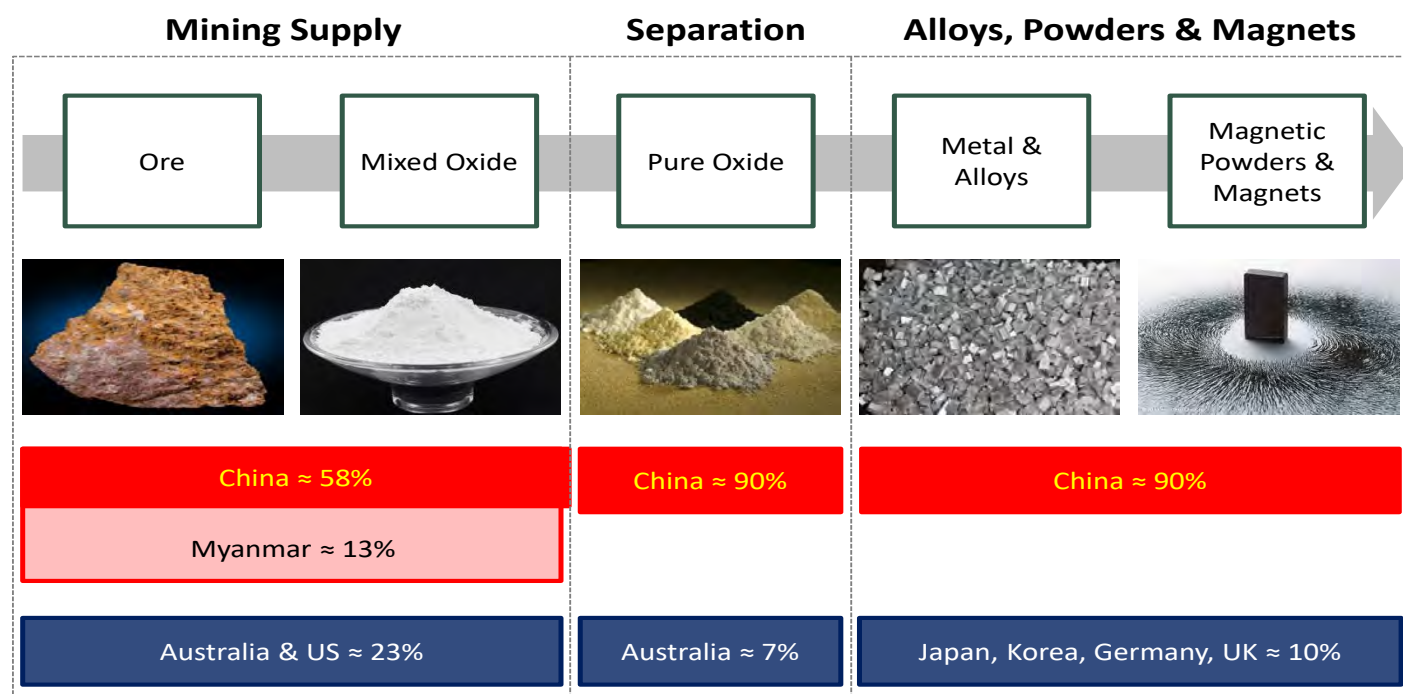 Mining Supply
Separation
Alloys, Powders & Magnets
Ore
Mixed Oxide
Pure Oxide
Metal &
Alloys
Magnetic
Powders &
Magnets
China ≈ 58%
China ≈ 90%
China ≈ 90%
Myanmar ≈ 13%
Australia & US ≈ 23%
Australia ≈ 7%
Japan, Korea, Germany, UK ≈ 10%